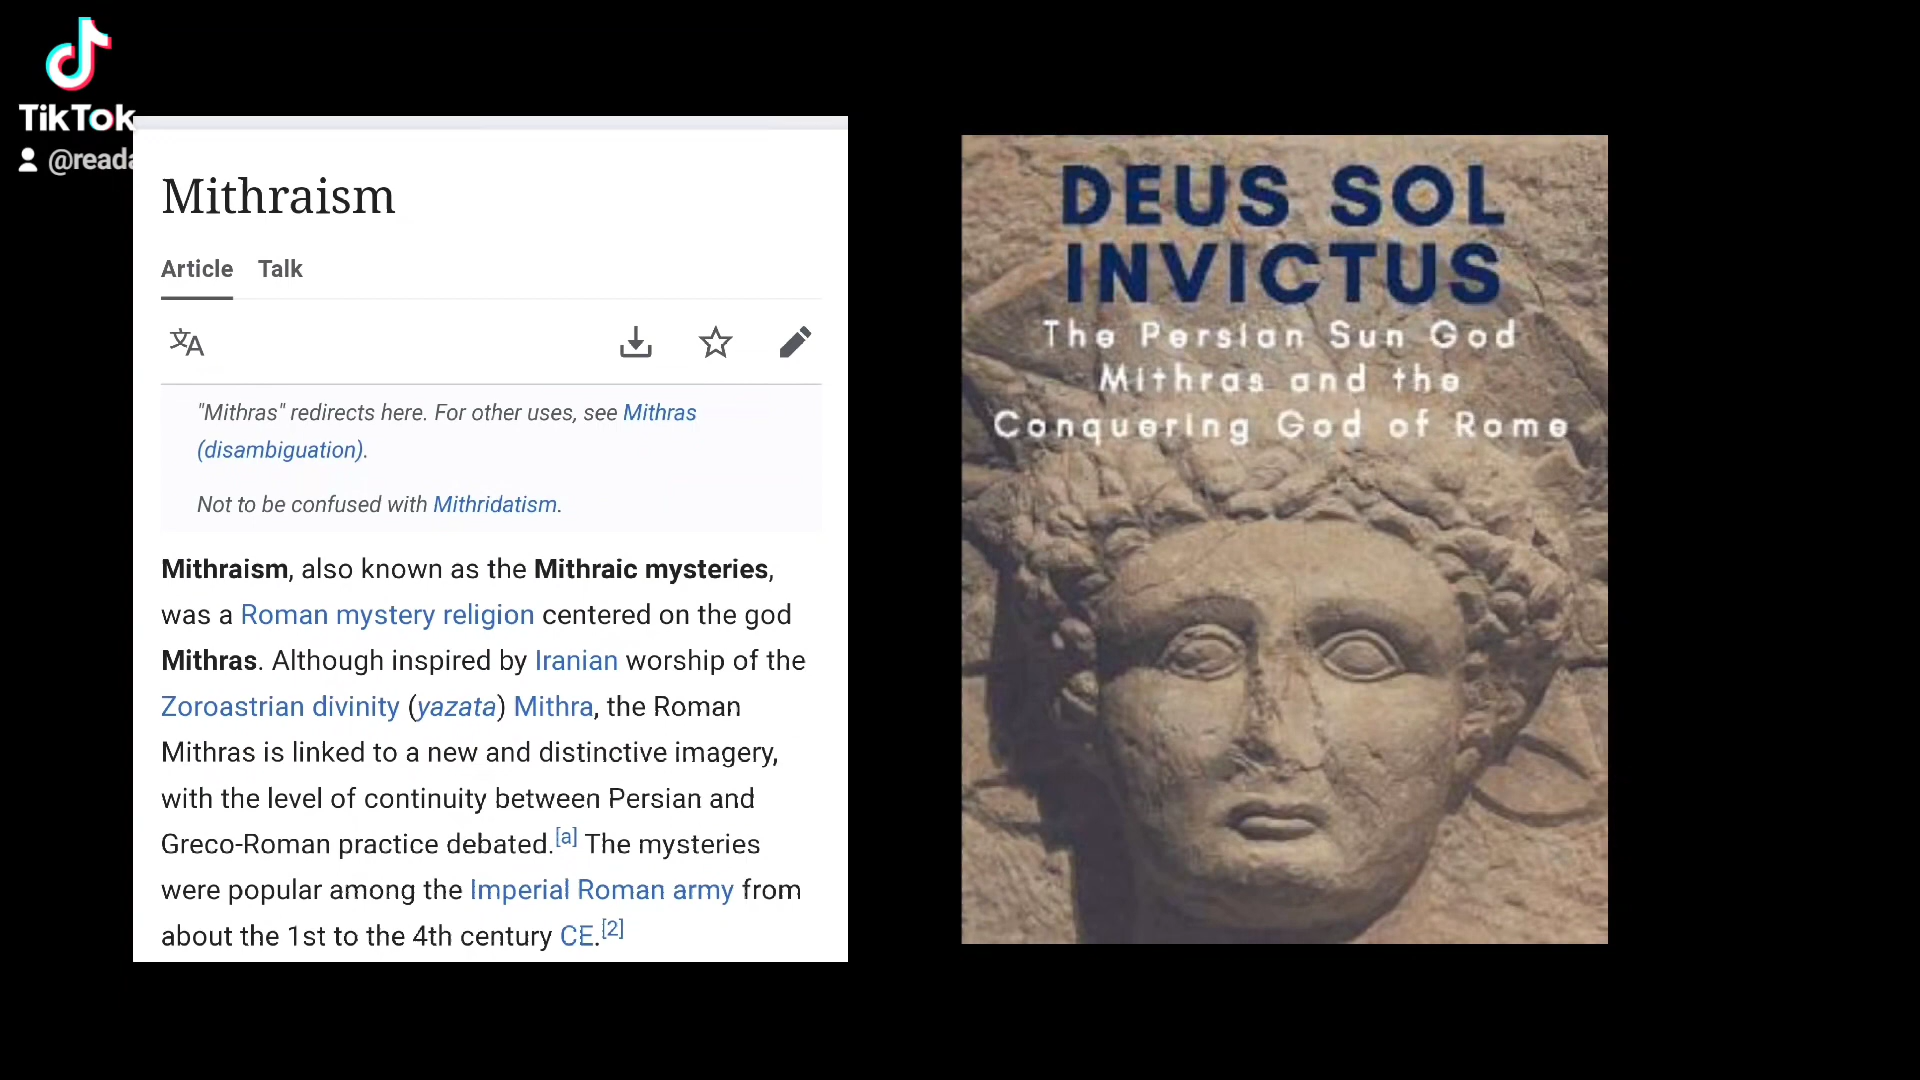 TikTok
Mithraism
Article Talk
"Mithras" redirects here. For other uses, see Mithras
(disambiguation).
Not to be confused with Mithridatism.
Mithraism, also known as the Mithraic mysteries,
was a Roman mystery religion centered on the god
Mithras. Although inspired by Iranian worship of the
Zoroastrian divinity (yazata) Mithra, the Roman
Mithras is linked to a new and distinctive imagery,
with the level of continuity between Persian and
Greco-Roman practice debated.[a] The mysteries
were popular among the Imperial Roman army from
about the 1st to the 4th century CE.[2]
DEUS SOL
INVICTUS
The Persian Sun God
Mithras and the
Conquering God of Rome